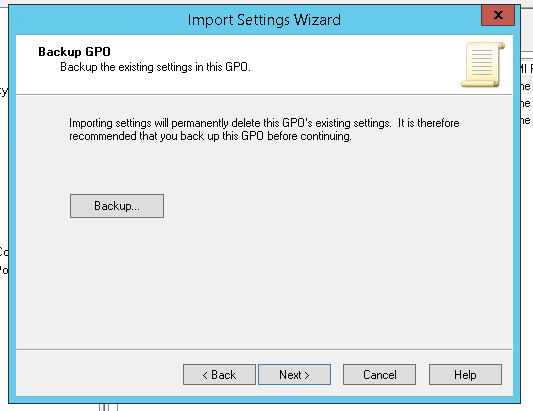 Import Settings Wizard
x
Backup GPO
Backup the existing settings in this GPO.
Importing settings will permanently delete this GPO's existing settings.  It is therefore
recommended that you back up this GPO before continuing.
Backup...
< Back
Next >
Cancel
Help